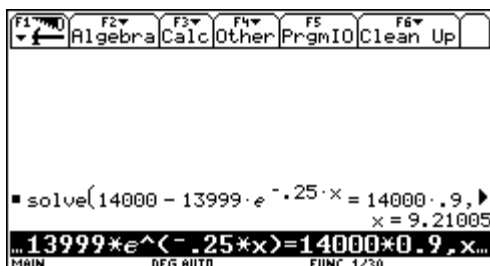 F1 F2 F3 F4 F5 F6
Algebra Calc Other PrgmIO Clean Up
▪ solve(14000 - 13999·e^-.25·x = 14000·.9, ▶
x = 9.21005
…13999*e^(-.25*x)=14000*0.9,x…
MAIN DEG AUTO FUNC 1/30